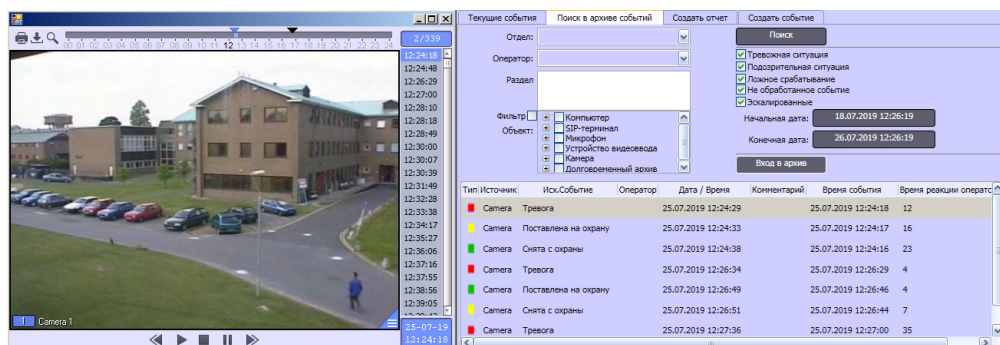 Текущие события Поиск в архиве событий Создать отчет Создать событие
00 01 02 03 04 05 06 07 08 09 10 11 12 13 14 15 16 17 18 19 20 21 22 23 24
2/339
12:24:18
12:24:48
12:26:29
12:27:00
12:28:10
12:28:18
12:28:49
12:30:00
12:30:07
12:30:39
12:31:49
12:32:28
12:33:38
12:34:17
12:35:27
12:36:06
12:37:16
12:37:55
12:38:56
12:39:05
1 Camera 1
25-07-19
12:24:18
Отдел:
Оператор:
Раздел
Фильтр
Объект:
Компьютер
SIP-терминал
Микрофон
Устройство видеоввода
Камера
Долговременный архив
Поиск
Тревожная ситуация
Подозрительная ситуация
Ложное срабатывание
Не обработанное событие
Эскалированные
Начальная дата: 18.07.2019 12:26:19
Конечная дата: 26.07.2019 12:26:19
Вход в архив
Тип Источник Исх.Событие Оператор Дата / Время Комментарий Время события Время реакции операто
Camera Тревога 25.07.2019 12:24:29 25.07.2019 12:24:18 12
Camera Поставлена на охрану 25.07.2019 12:24:33 25.07.2019 12:24:17 16
Camera Снята с охраны 25.07.2019 12:24:38 25.07.2019 12:24:16 23
Camera Тревога 25.07.2019 12:26:34 25.07.2019 12:26:29 4
Camera Поставлена на охрану 25.07.2019 12:26:49 25.07.2019 12:26:46 4
Camera Снята с охраны 25.07.2019 12:26:51 25.07.2019 12:26:44 7
Camera Тревога 25.07.2019 12:27:36 25.07.2019 12:27:00 35